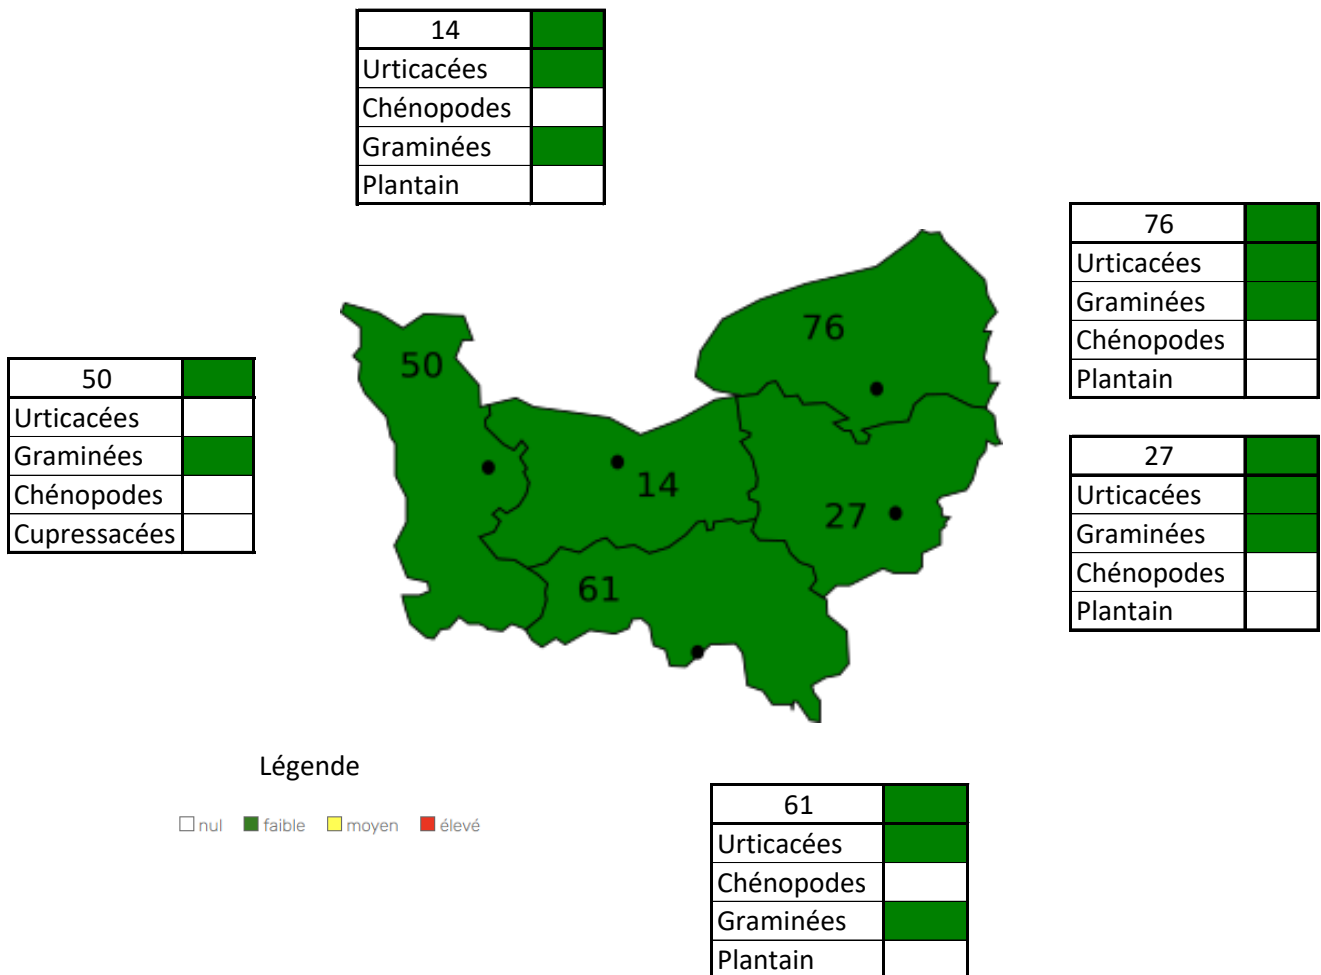 14
Urticacées
Chénopodes
Graminées
Plantain
76
Urticacées
Graminées
Chénopodes
Plantain
50
Urticacées
Graminées
Chénopodes
Cupressacées
27
Urticacées
Graminées
Chénopodes
Plantain
76
50
14
27
61
Légende
nul faible moyen élevé
61
Urticacées
Chénopodes
Graminées
Plantain